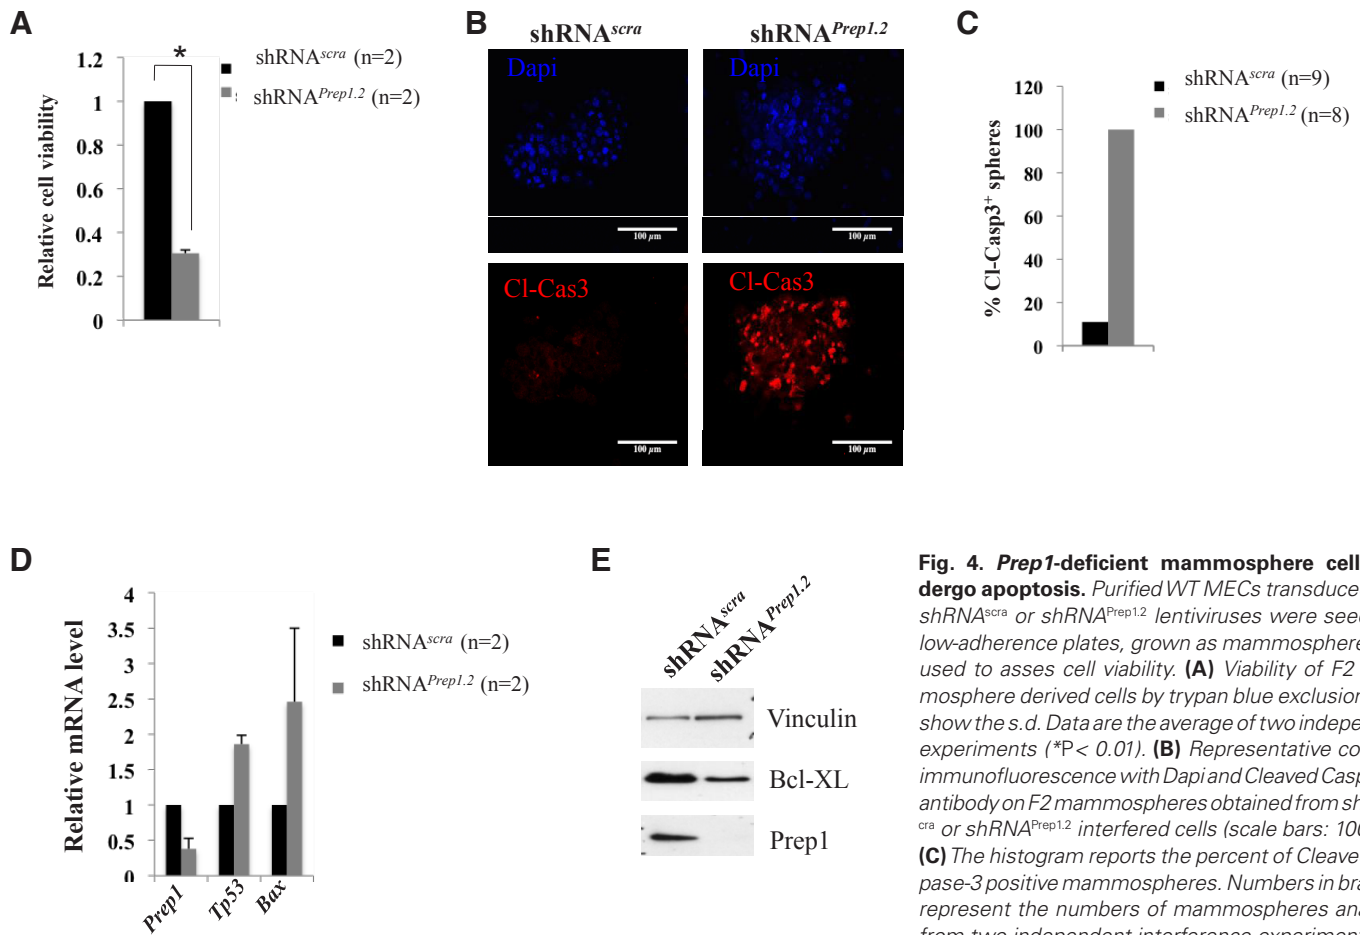 A
1.2
1
0.8
0.6
0.4
0.2
0
Relative cell viability
*
shRNAscra (n=2)
shRNAPrep1.2 (n=2)
B
shRNAscra
shRNAPrep1.2
Dapi
Dapi
100 µm
100 µm
Cl-Cas3
Cl-Cas3
100 µm
100 µm
C
120
100
80
60
40
20
0
% Cl-Casp3+ spheres
shRNAscra (n=9)
shRNAPrep1.2 (n=8)
D
4
3.5
3
2.5
2
1.5
1
0.5
0
Relative mRNA level
Prep1
Tp53
Bax
shRNAscra (n=2)
shRNAPrep1.2 (n=2)
E
shRNAscra
shRNAPrep1.2
Vinculin
Bcl-XL
Prep1
Fig. 4. Prep1-deficient mammosphere cell
dergo apoptosis. Purified WT MECs transduce
shRNAscra or shRNAPrep1.2 lentiviruses were seed
low-adherence plates, grown as mammosphere
used to asses cell viability. (A) Viability of F2
mosphere derived cells by trypan blue exclusion
show the s.d. Data are the average of two indepe
experiments (*P< 0.01). (B) Representative co
immunofluorescence with Dapi and Cleaved Casp
antibody on F2 mammospheres obtained from sh
cra or shRNAPrep1.2 interfered cells (scale bars: 100
(C) The histogram reports the percent of Cleave
pase-3 positive mammospheres. Numbers in bra
represent the numbers of mammospheres ana
from two independent interference experiment